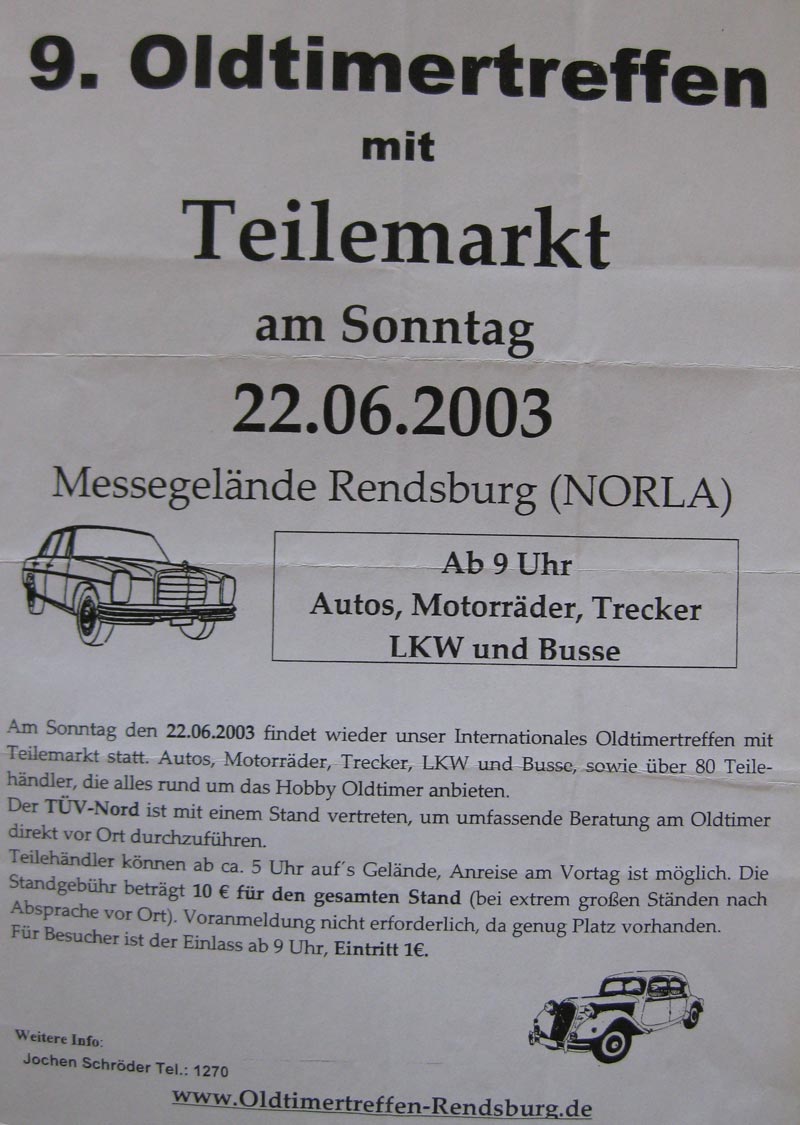 9. Oldtimertreffen
mit
Teilemarkt
am Sonntag
22.06.2003
Messegelände Rendsburg (NORLA)
Ab 9 Uhr
Autos, Motorräder, Trecker
LKW und Busse
Am Sonntag den 22.06.2003 findet wieder unser Internationales Oldtimertreffen mit
Teilemarkt statt. Autos, Motorräder, Trecker, LKW und Busse, sowie über 80 Teile-
händler, die alles rund um das Hobby Oldtimer anbieten.
Der TÜV-Nord ist mit einem Stand vertreten, um umfassende Beratung am Oldtimer
direkt vor Ort durchzuführen.
Teilehändler können ab ca. 5 Uhr auf´s Gelände, Anreise am Vortag ist möglich. Die
Standgebühr beträgt 10 € für den gesamten Stand (bei extrem großen Ständen nach
Absprache vor Ort). Voranmeldung nicht erforderlich, da genug Platz vorhanden.
Für Besucher ist der Einlass ab 9 Uhr, Eintritt 1€.
Weitere Info:
Jochen Schröder Tel.: 1270
www.Oldtimertreffen-Rendsburg.de